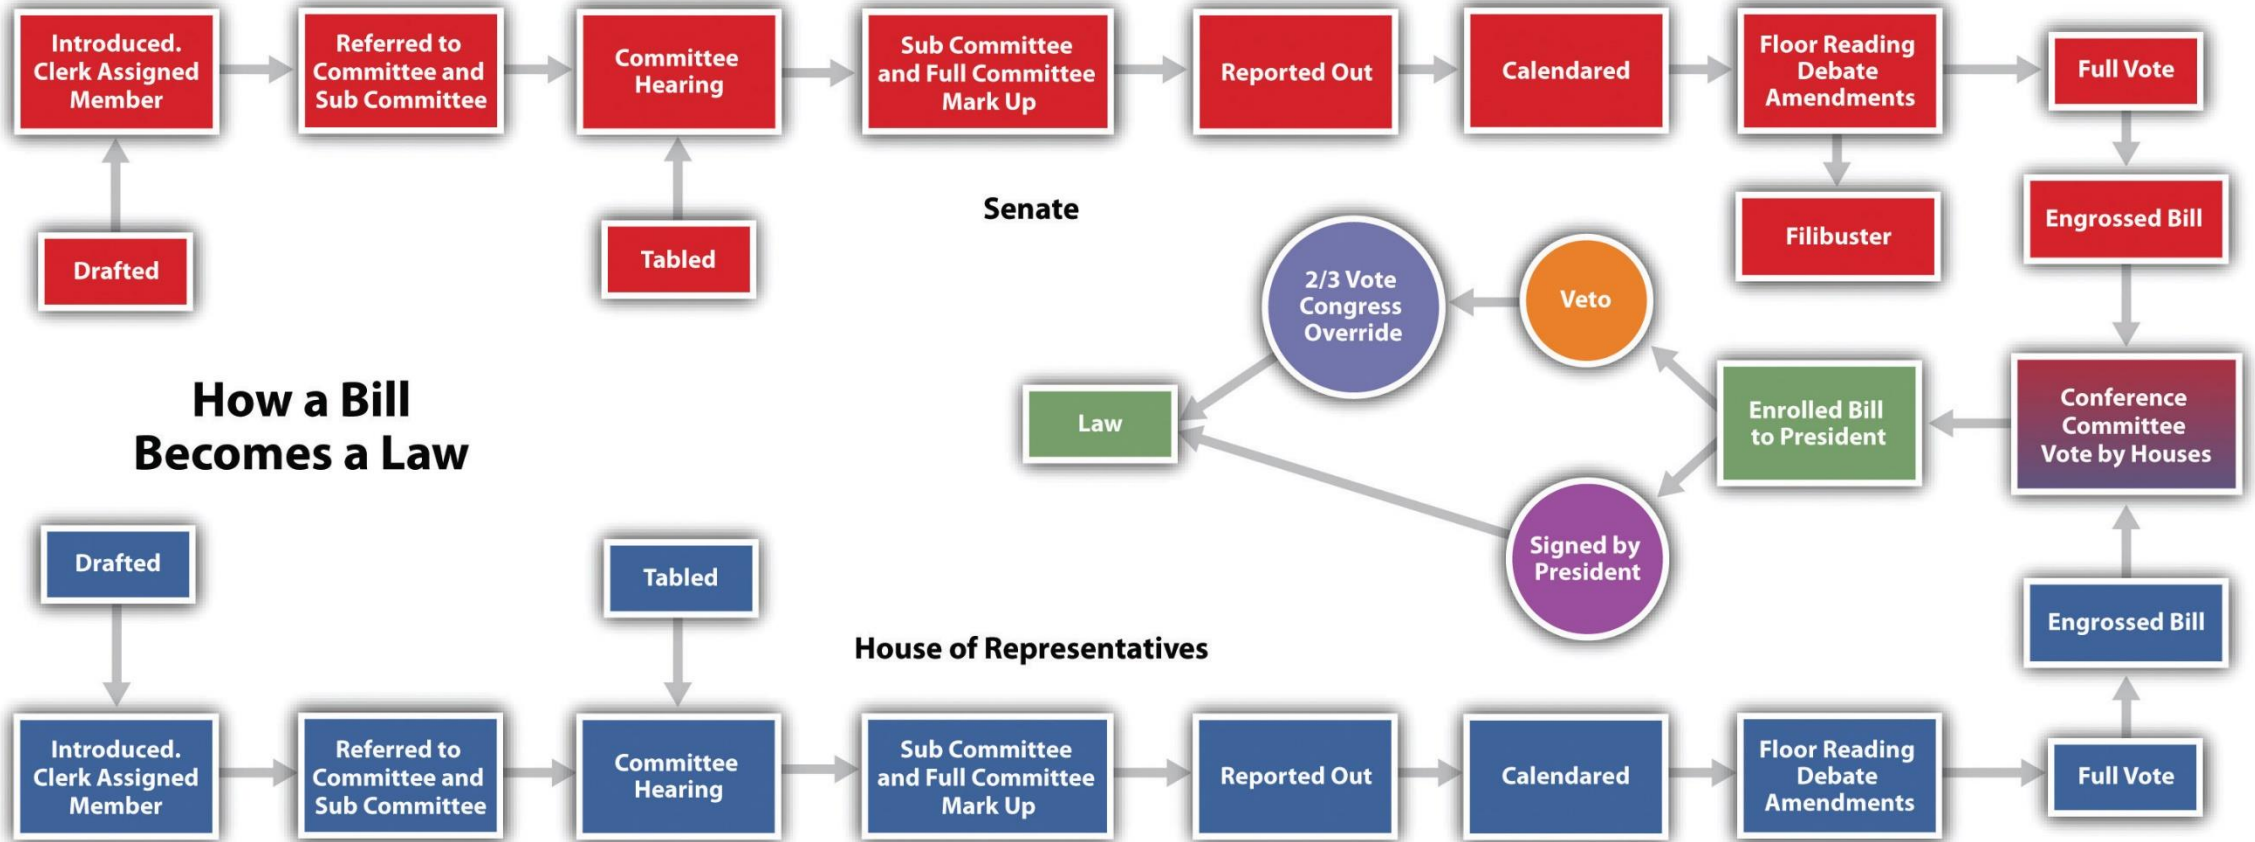 Introduced.
Clerk Assigned
Member
Referred to
Committee and
Sub Committee
Committee
Hearing
Sub Committee
and Full Committee
Mark Up
Reported Out
Calendared
Floor Reading
Debate
Amendments
Full Vote
Drafted
Tabled
Senate
Filibuster
Engrossed Bill
2/3 Vote
Congress
Override
Veto
How a Bill
Becomes a Law
Law
Enrolled Bill
to President
Conference
Committee
Vote by Houses
Signed by
President
Drafted
Tabled
House of Representatives
Engrossed Bill
Introduced.
Clerk Assigned
Member
Referred to
Committee and
Sub Committee
Committee
Hearing
Sub Committee
and Full Committee
Mark Up
Reported Out
Calendared
Floor Reading
Debate
Amendments
Full Vote